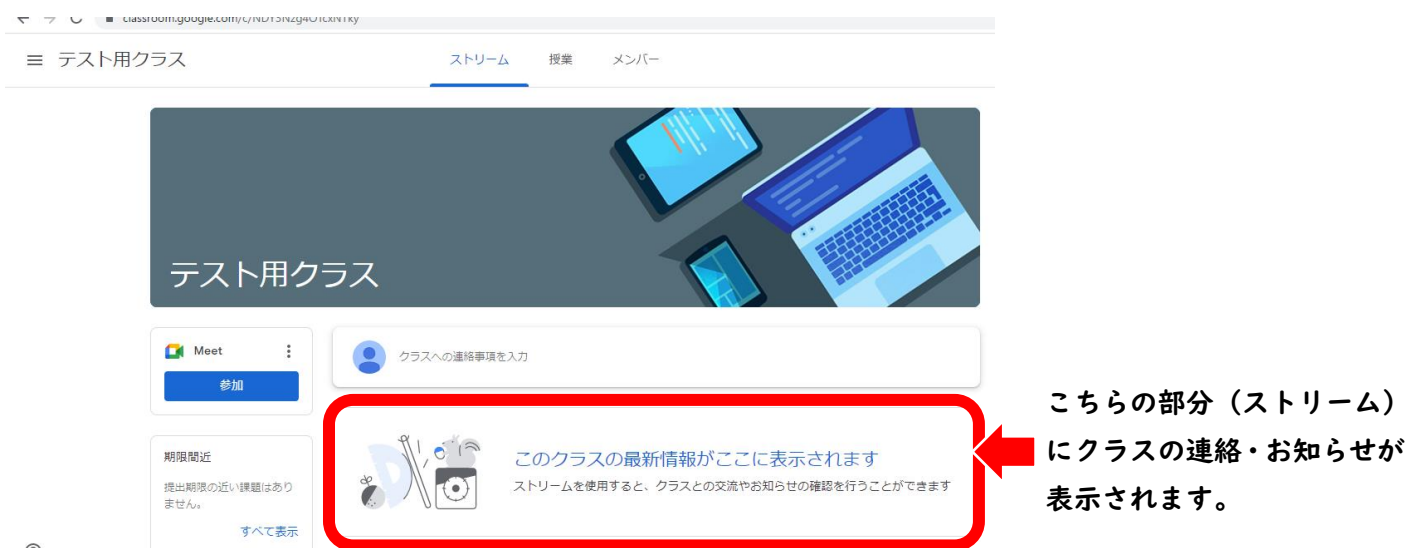 テスト用クラス
ストリーム 授業 メンバー
テスト用クラス
Meet
参加
クラスへの連絡事項を入力
期限間近
提出期限の近い課題はあり
ません。
すべて表示
このクラスの最新情報がここに表示されます
ストリームを使用すると、クラスとの交流やお知らせの確認を行うことができます
こちらの部分（ストリーム）
にクラスの連絡・お知らせが
表示されます。